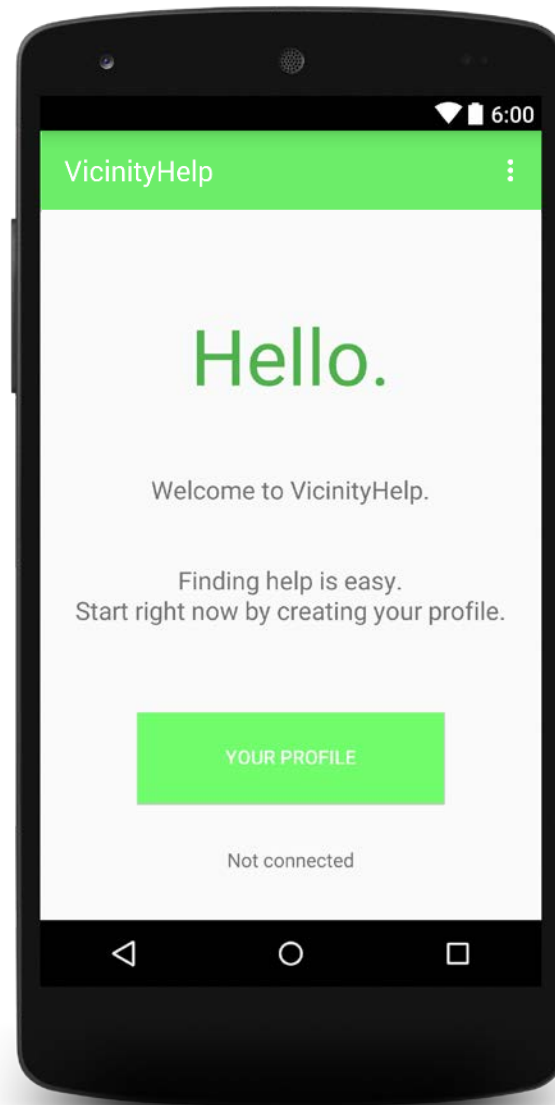 6:00
VicinityHelp
Hello.
Welcome to VicinityHelp.
Finding help is easy.
Start right now by creating your profile.
YOUR PROFILE
Not connected